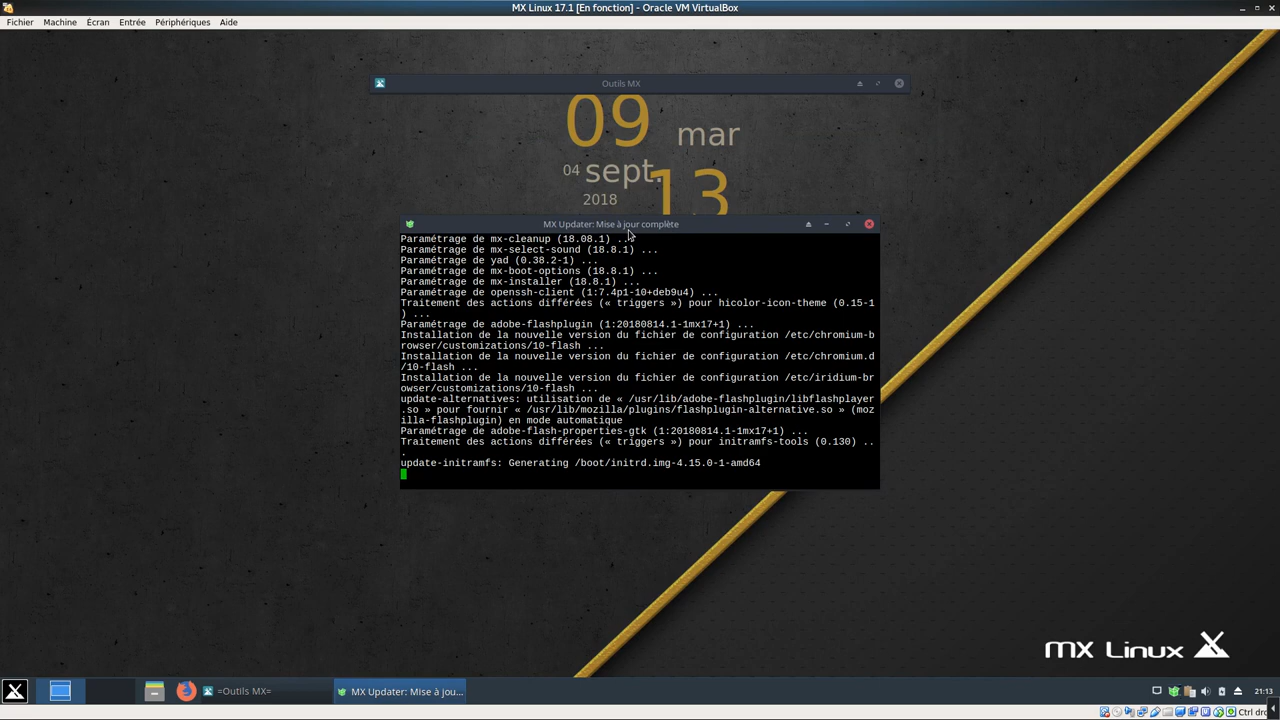 MX Linux 17.1 [En fonction] - Oracle VM VirtualBox
Fichier Machine Écran Entrée Périphériques Aide
Outils MX
09 mar
04 sept.
13
2018
MX Updater: Mise à jour complète
Paramétrage de mx-cleanup (18.08.1) ...
Paramétrage de mx-select-sound (18.8.1) ...
Paramétrage de yad (0.38.2-1) ...
Paramétrage de mx-boot-options (18.8.1) ...
Paramétrage de mx-installer (18.8.1) ...
Paramétrage de openssh-client (1:7.4p1-10+deb9u4) ...
Traitement des actions différées (« triggers ») pour hicolor-icon-theme (0.15-1
) ...
Paramétrage de adobe-flashplugin (1:20180814.1-1mx17+1) ...
Installation de la nouvelle version du fichier de configuration /etc/chromium-b
rowser/customizations/10-flash ...
Installation de la nouvelle version du fichier de configuration /etc/chromium.d
/10-flash ...
Installation de la nouvelle version du fichier de configuration /etc/iridium-br
owser/customizations/10-flash ...
update-alternatives: utilisation de « /usr/lib/adobe-flashplugin/libflashplayer
.so » pour fournir « /usr/lib/mozilla/plugins/flashplugin-alternative.so » (moz
illa-flashplugin) en mode automatique
Paramétrage de adobe-flash-properties-gtk (1:20180814.1-1mx17+1) ...
Traitement des actions différées (« triggers ») pour initramfs-tools (0.130) ..
.
update-initramfs: Generating /boot/initrd.img-4.15.0-1-amd64
MX Linux
=Outils MX=
MX Updater: Mise à jou...
21:13
Ctrl dro